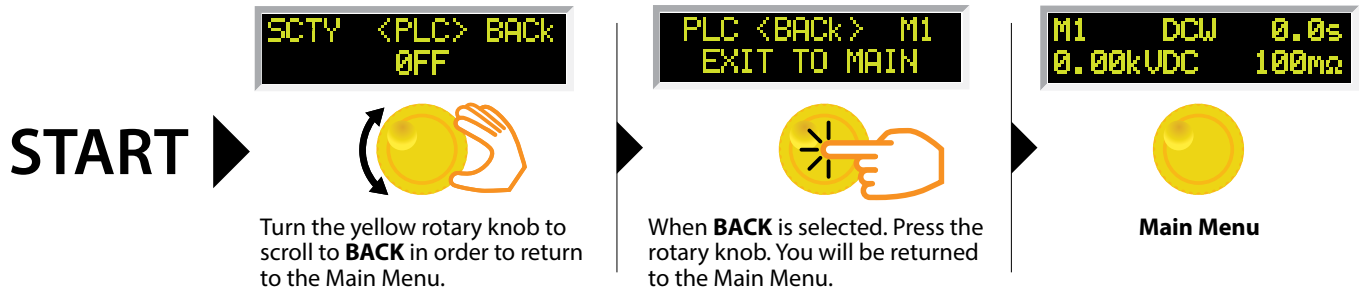 START
SCTY <PLC> BACk
0FF
Turn the yellow rotary knob to
scroll to BACK in order to return
to the Main Menu.
PLC <BACk> M1
EXIT TO MAIN
When BACK is selected. Press the
rotary knob. You will be returned
to the Main Menu.
M1 DCW 0.0s
0.00kVDC 100mΩ
Main Menu